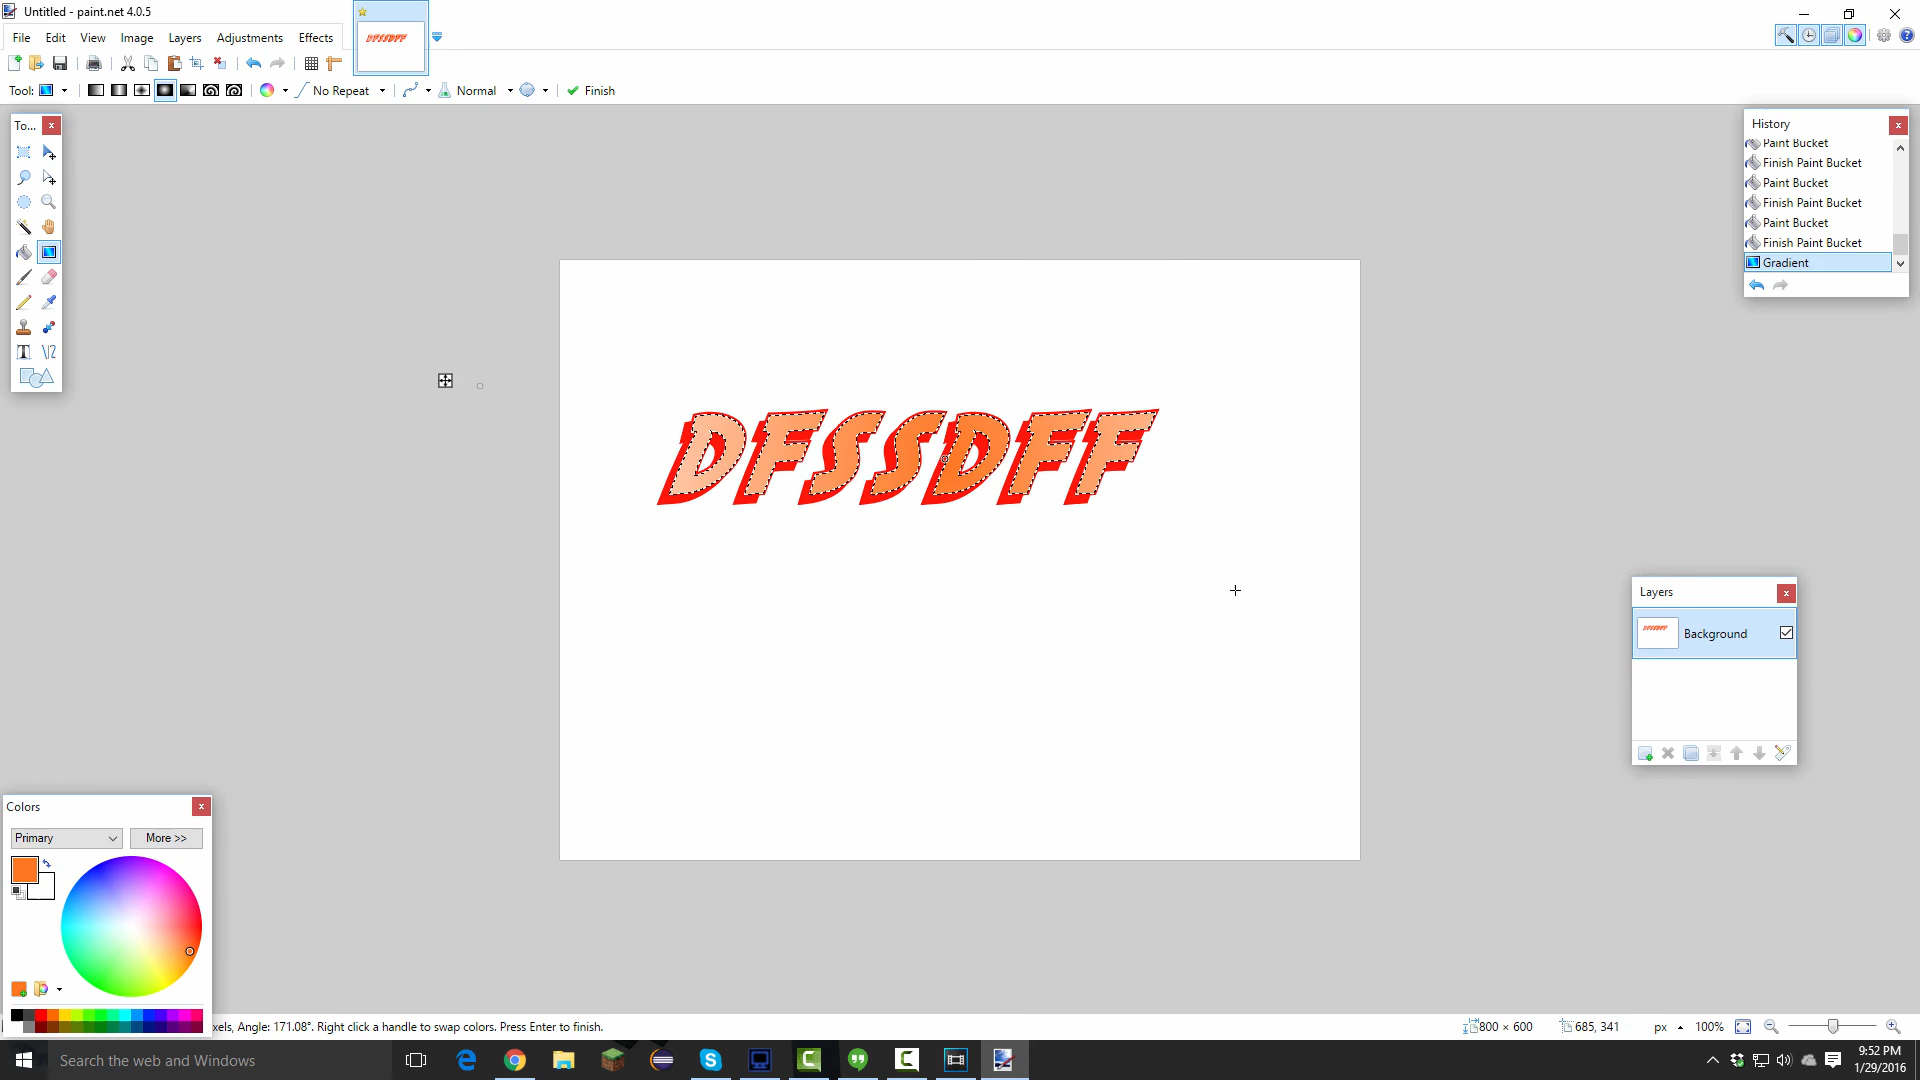 Untitled - paint.net 4.0.5
File Edit View Image Layers Adjustments Effects
Tool: No Repeat Normal Finish
To...
History
Paint Bucket
Finish Paint Bucket
Paint Bucket
Finish Paint Bucket
Paint Bucket
Finish Paint Bucket
Gradient
DFSSDFF
Layers
Background
Colors
Primary More >>
xels, Angle: 171.08°. Right click a handle to swap colors. Press Enter to finish.
800 × 600 685, 341 px 100%
Search the web and Windows
9:52 PM
1/29/2016